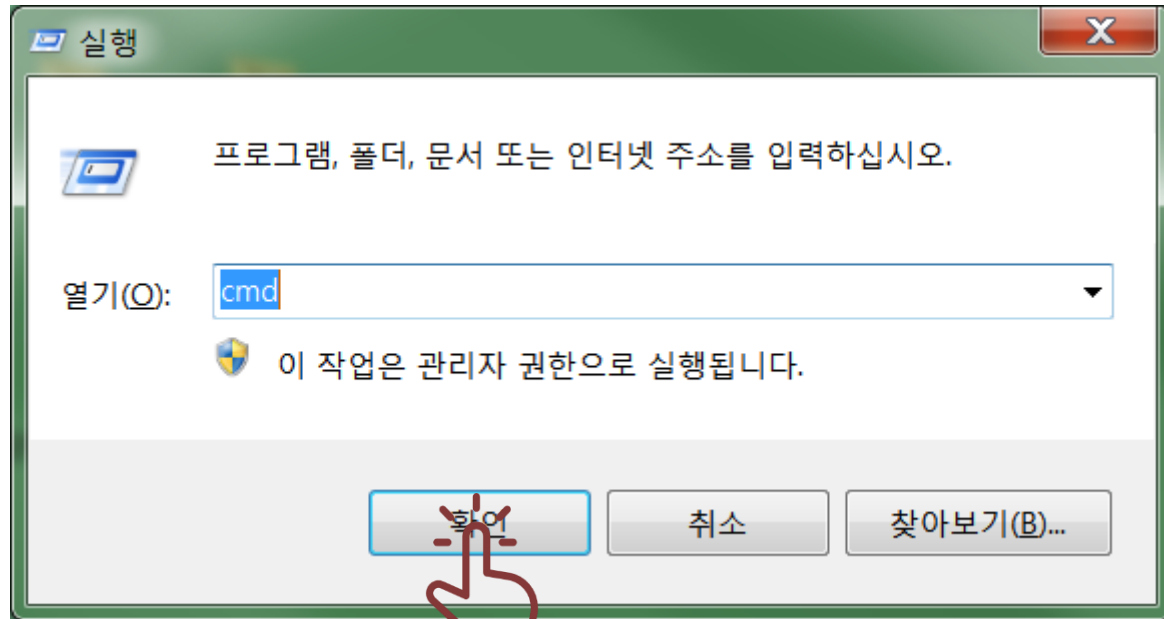 실행
프로그램, 폴더, 문서 또는 인터넷 주소를 입력하십시오.
열기(O):
cmd
이 작업은 관리자 권한으로 실행됩니다.
확인
취소
찾아보기(B)...